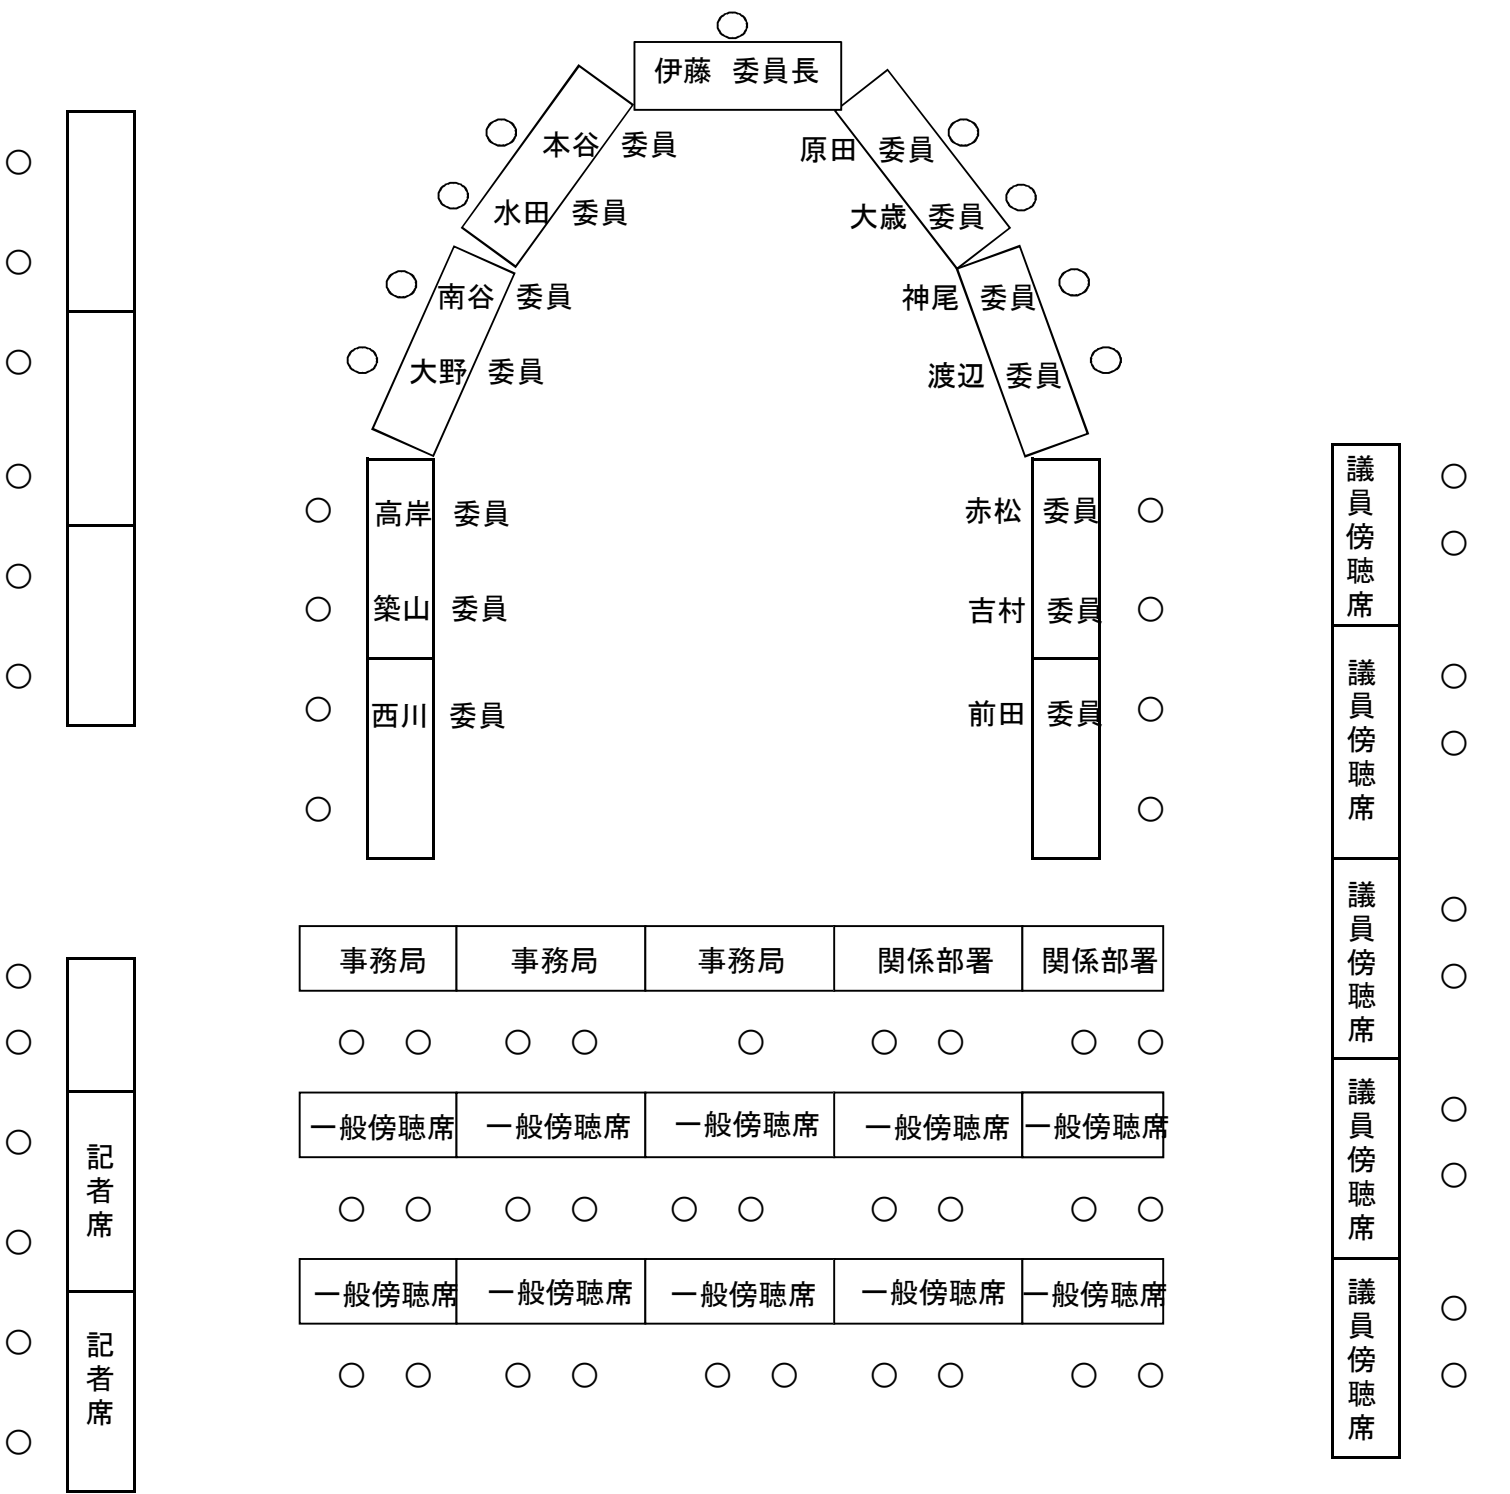 伊藤 委員長
本谷 委員
原田 委員
水田 委員
大歳 委員
南谷 委員
神尾 委員
大野 委員
渡辺 委員
高岸 委員
赤松 委員
築山 委員
吉村 委員
西川 委員
前田 委員
議員傍聴席
議員傍聴席
議員傍聴席
議員傍聴席
議員傍聴席
事務局 事務局 事務局 関係部署 関係部署
一般傍聴席 一般傍聴席 一般傍聴席 一般傍聴席 一般傍聴席
一般傍聴席 一般傍聴席 一般傍聴席 一般傍聴席 一般傍聴席
記者席
記者席